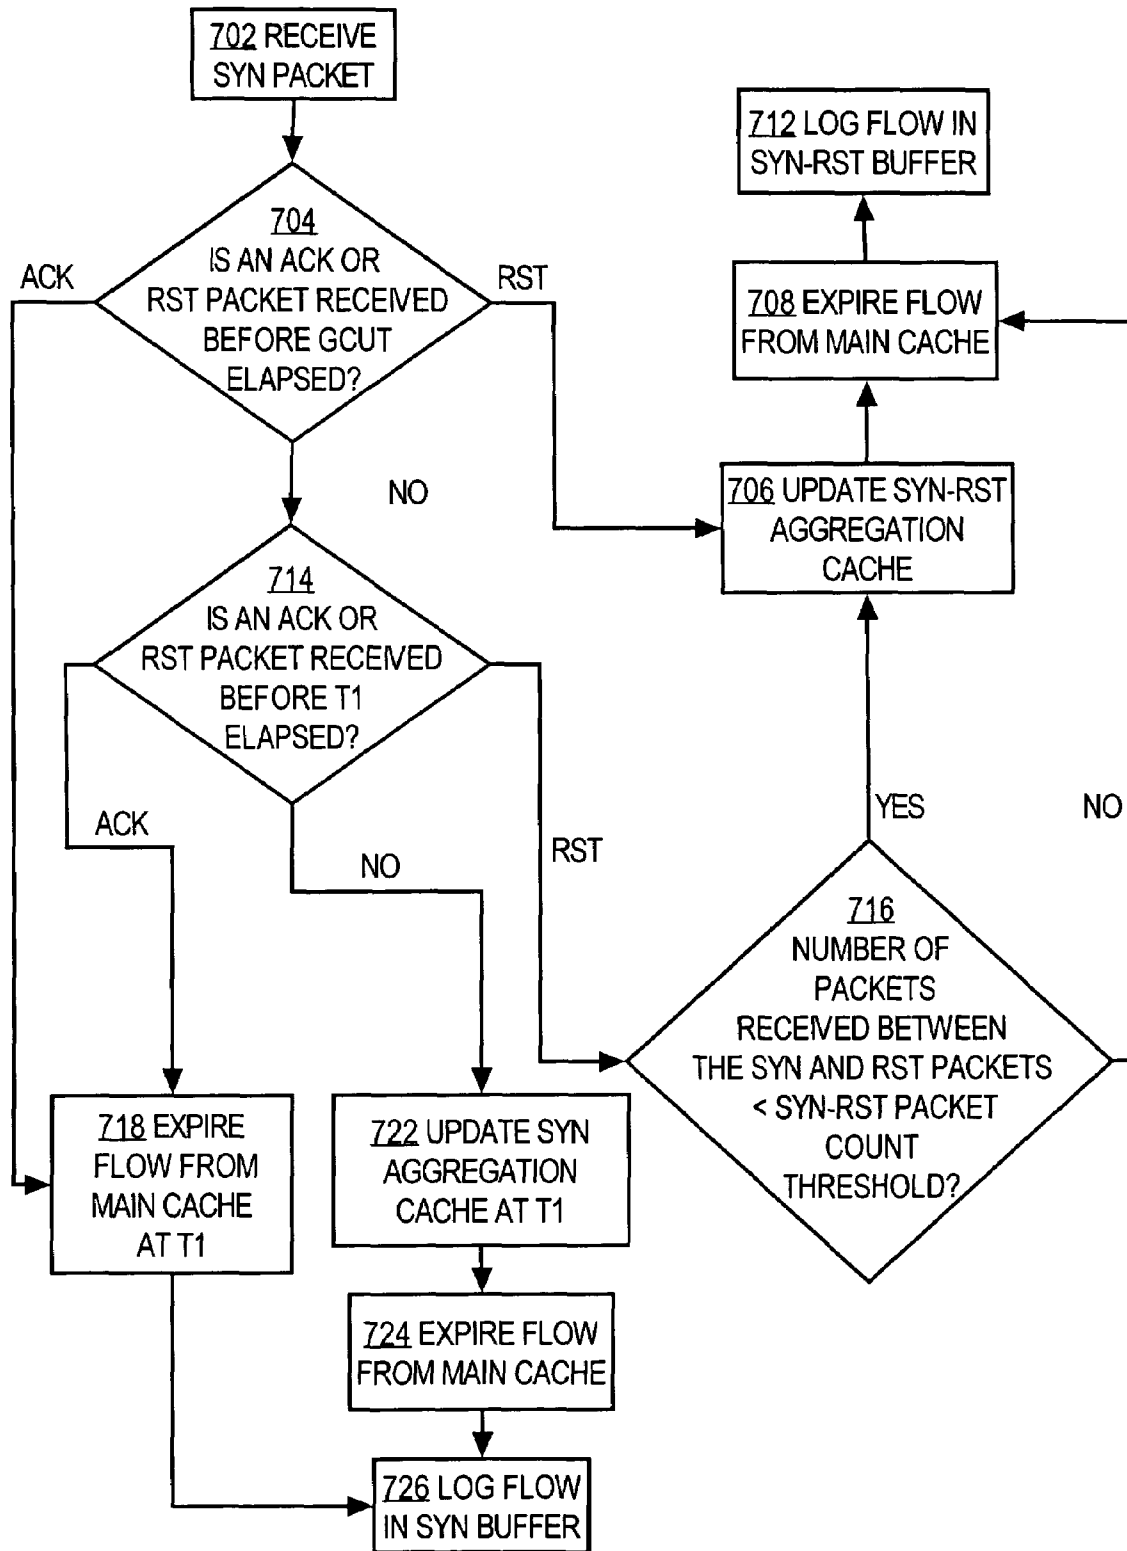 702 RECEIVE
SYN PACKET
704
IS AN ACK OR
RST PACKET RECEIVED
BEFORE GCUT
ELAPSED?
ACK
RST
NO
712 LOG FLOW IN
SYN-RST BUFFER
708 EXPIRE FLOW
FROM MAIN CACHE
706 UPDATE SYN-RST
AGGREGATION
CACHE
714
IS AN ACK OR
RST PACKET RECEIVED
BEFORE T1
ELAPSED?
ACK
NO
RST
YES
NO
716
NUMBER OF
PACKETS
RECEIVED BETWEEN
THE SYN AND RST PACKETS
< SYN-RST PACKET
COUNT
THRESHOLD?
718 EXPIRE
FLOW FROM
MAIN CACHE
AT T1
722 UPDATE SYN
AGGREGATION
CACHE AT T1
724 EXPIRE FLOW
FROM MAIN CACHE
726 LOG FLOW
IN SYN BUFFER